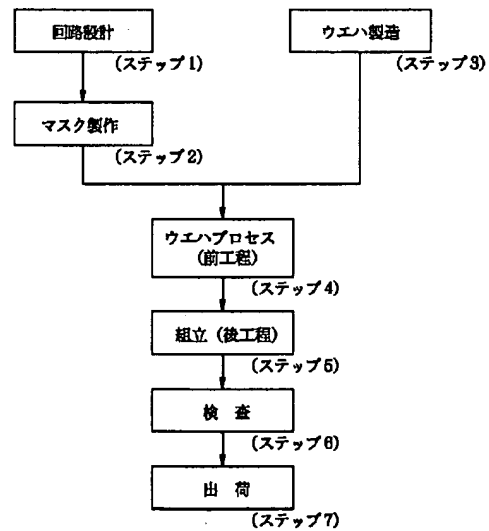 回路設計
(ステップ1)
ウエハ製造
(ステップ3)
マスク製作
(ステップ2)
ウエハプロセス
(前工程)
(ステップ4)
組立(後工程)
(ステップ5)
検 査
(ステップ6)
出 荷
(ステップ7)